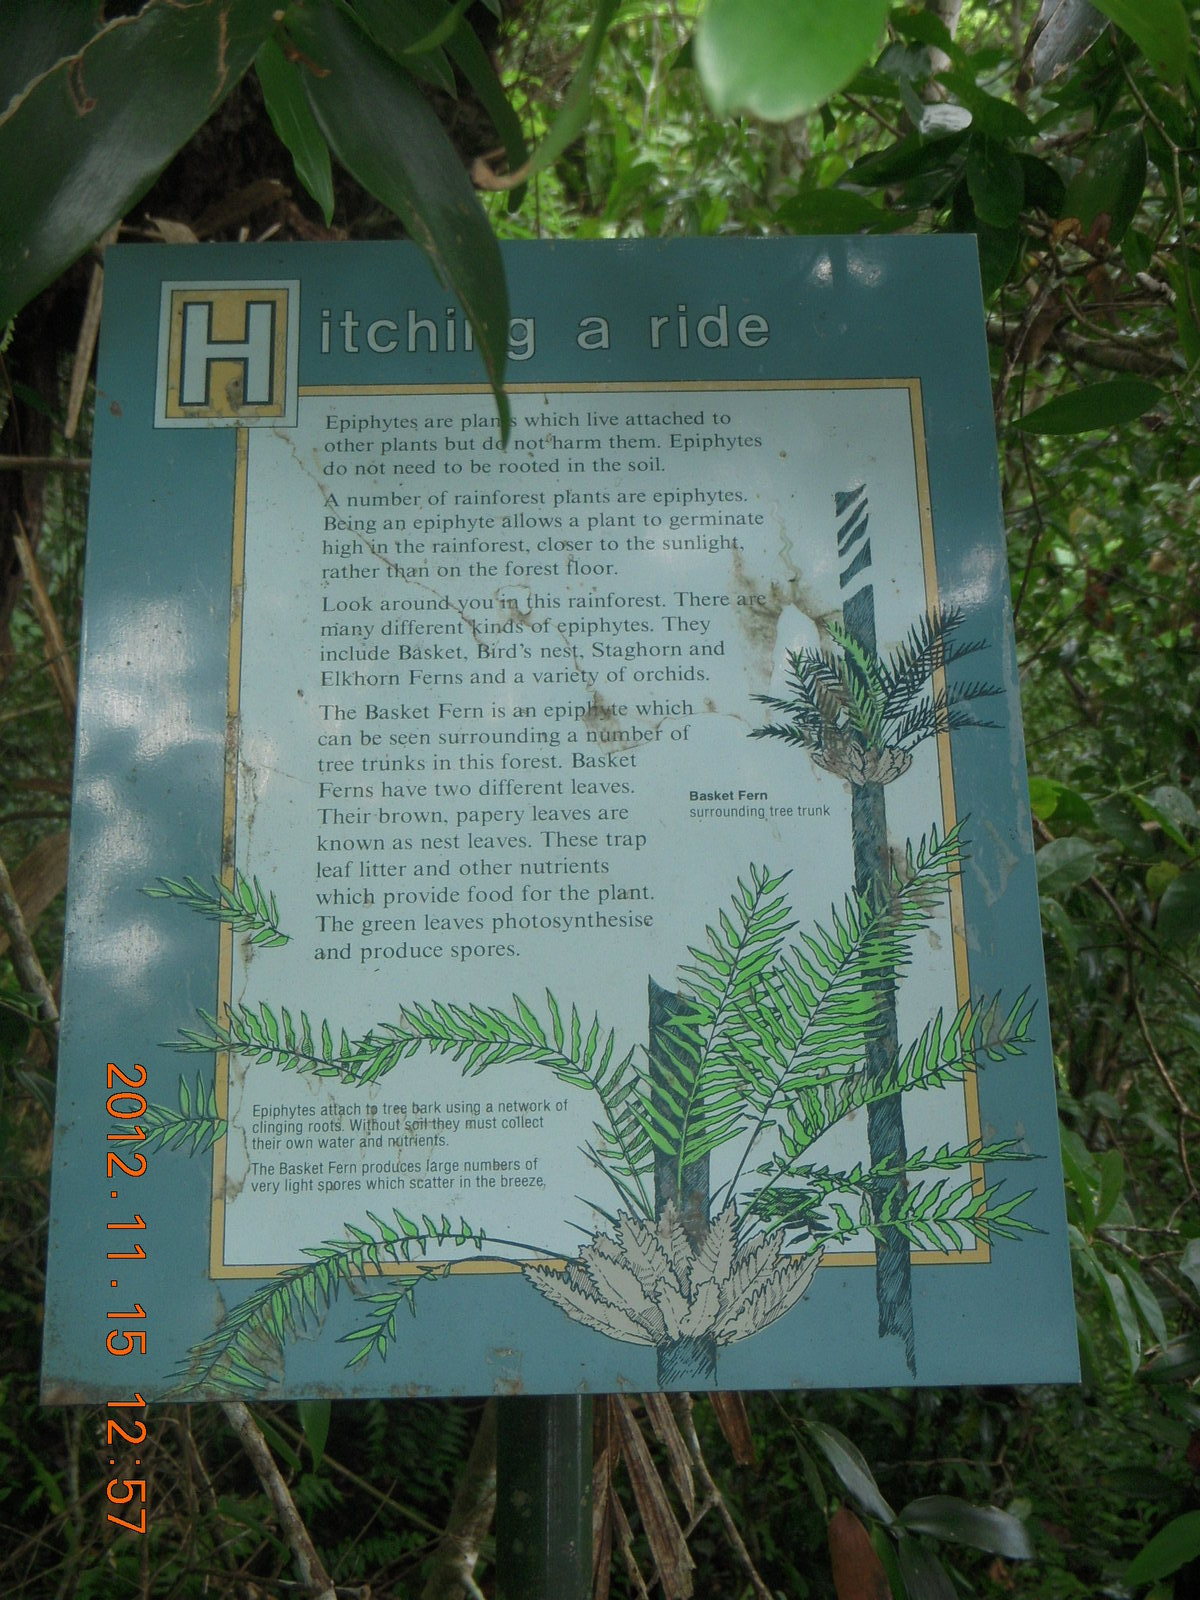 Hitching a ride
Epiphytes are plants which live attached to
other plants but do not harm them. Epiphytes
do not need to be rooted in the soil.
A number of rainforest plants are epiphytes.
Being an epiphyte allows a plant to germinate
high in the rainforest, closer to the sunlight,
rather than on the forest floor.
Look around you in this rainforest. There are
many different kinds of epiphytes. They
include Basket, Bird's nest, Staghorn and
Elkhorn Ferns and a variety of orchids.
The Basket Fern is an epiphyte which
can be seen surrounding a number of
tree trunks in this forest. Basket
Ferns have two different leaves.
Their brown, papery leaves are
known as nest leaves. These trap
leaf litter and other nutrients
which provide food for the plant.
The green leaves photosynthesise
and produce spores.
Basket Fern
surrounding tree trunk
Epiphytes attach to tree bark using a network of
clinging roots. Without soil they must collect
their own water and nutrients.
The Basket Fern produces large numbers of
very light spores which scatter in the breeze.
2012.11.15 12:57